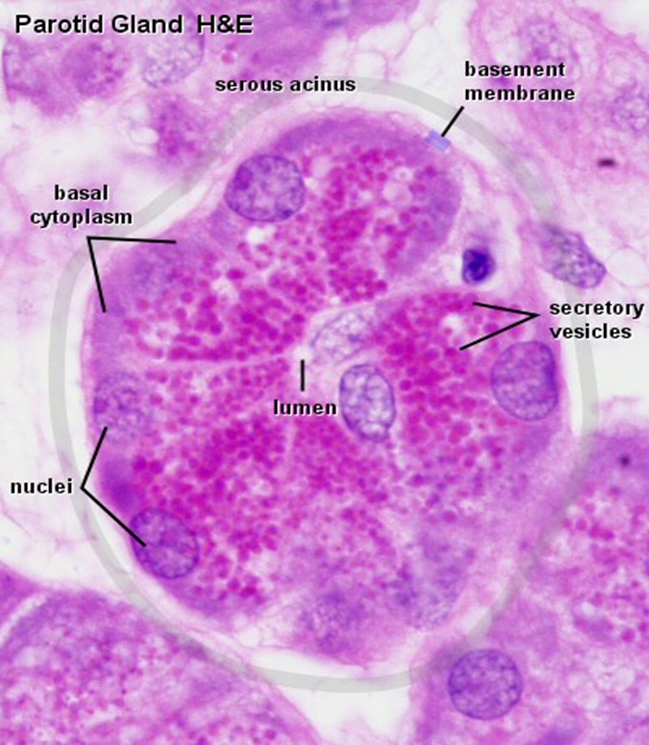 Parotid Gland H&E
serous acinus
basement
membrane
basal
cytoplasm
secretory
vesicles
lumen
nuclei